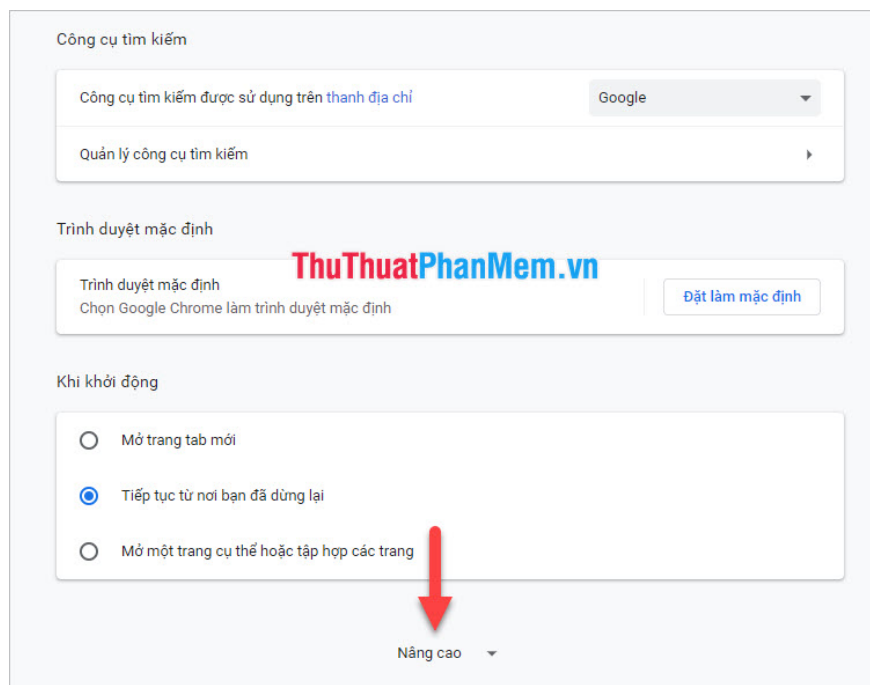 Công cụ tìm kiếm
Công cụ tìm kiếm được sử dụng trên thanh địa chỉ
Google
Quản lý công cụ tìm kiếm
Trình duyệt mặc định
ThuThuatPhanMem.vn
Trình duyệt mặc định
Chọn Google Chrome làm trình duyệt mặc định
Đặt làm mặc định
Khi khởi động
Mở trang tab mới
Tiếp tục từ nơi bạn đã dừng lại
Mở một trang cụ thể hoặc tập hợp các trang
Nâng cao